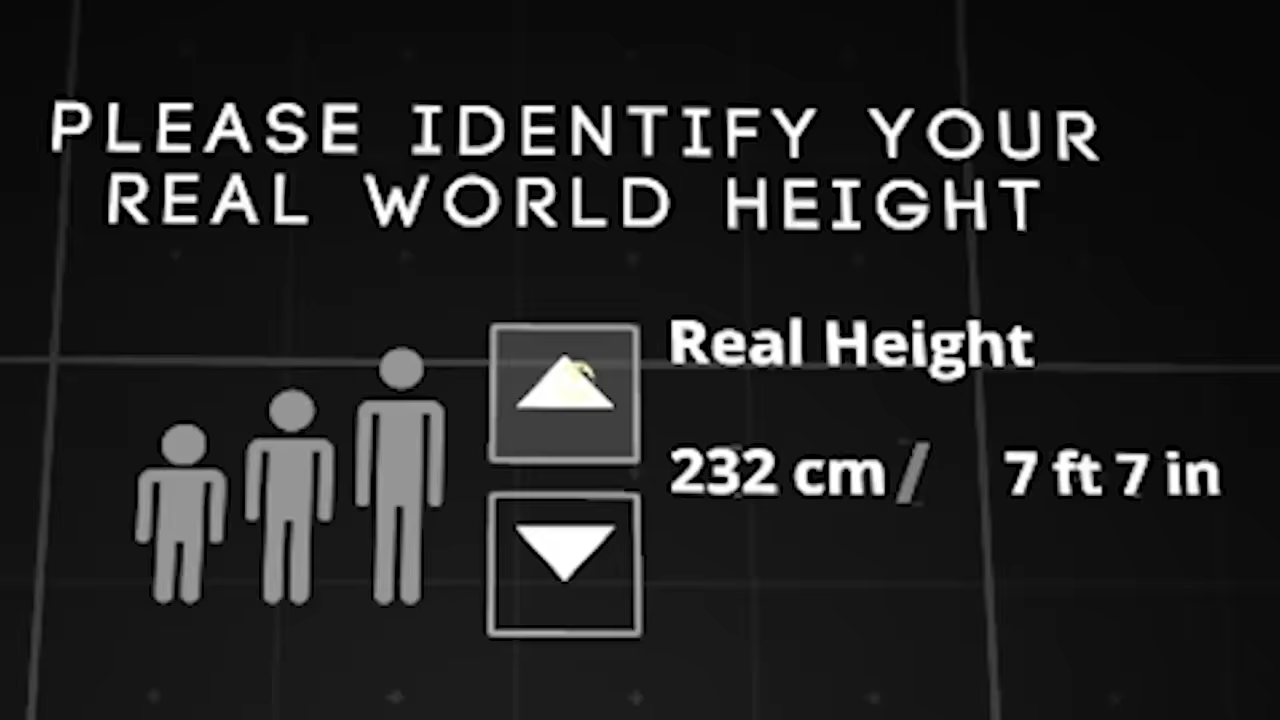 PLEASE IDENTIFY YOUR
REAL WORLD HEIGHT
Real Height
232 cm / 7 ft 7 in